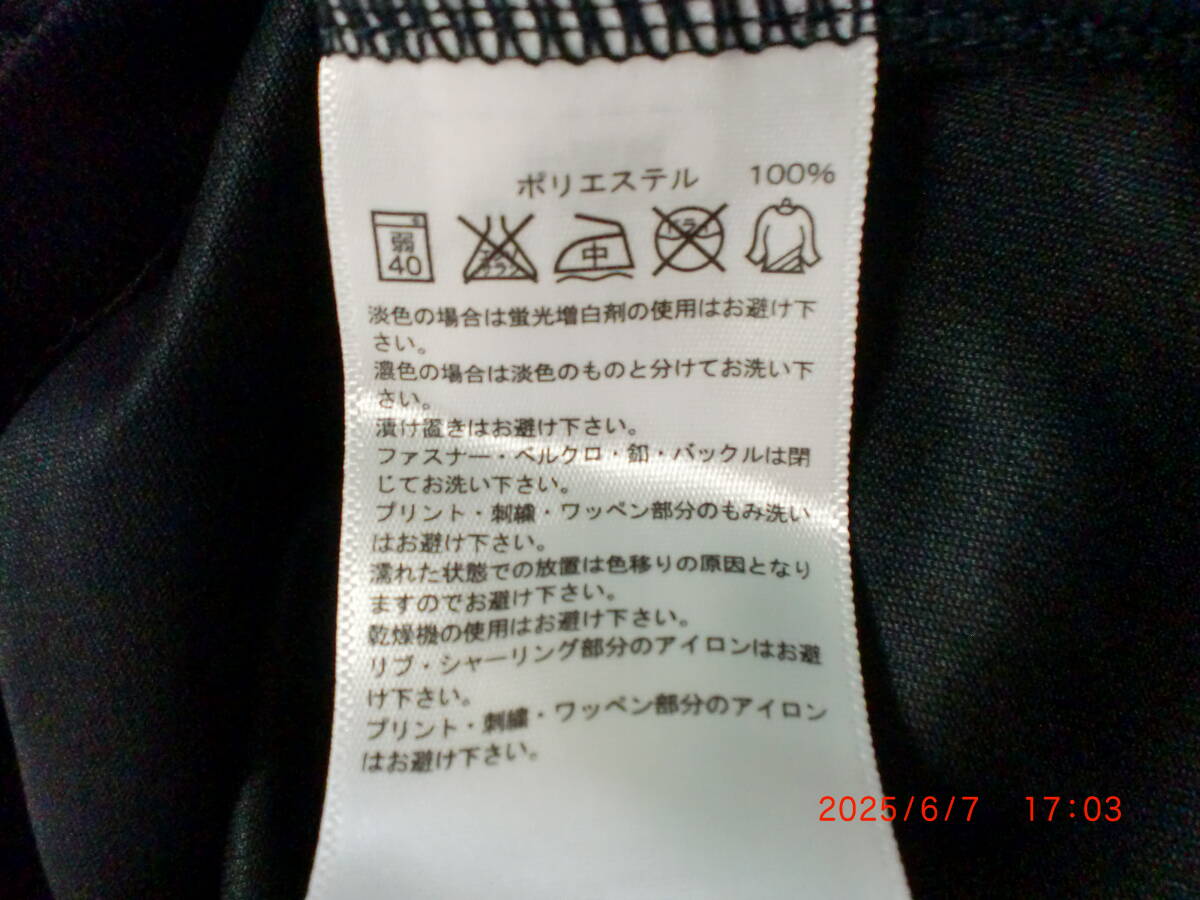 ポリエステル 100%
弱 40 エンソ サラシ 中 ドライ
淡色の場合は蛍光増白剤の使用はお避け下
さい。
濃色の場合は淡色のものと分けてお洗い下
さい。
漬け置きはお避け下さい。
ファスナー・ベルクロ・釦・バックルは閉
じてお洗い下さい。
プリント・刺繍・ワッペン部分のもみ洗い
はお避け下さい。
濡れた状態での放置は色移りの原因となり
ますのでお避け下さい。
乾燥機の使用はお避け下さい。
リブ・シャーリング部分のアイロンはお避
け下さい。
プリント・刺繍・ワッペン部分のアイロン
はお避け下さい。
2025/6/7 17:03